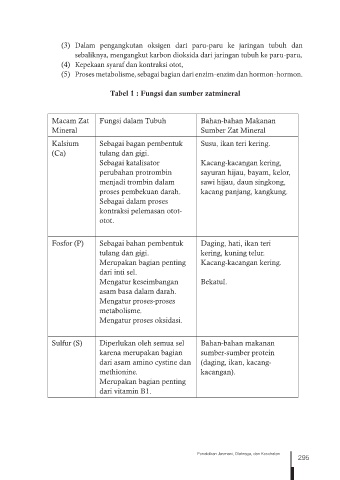 (3) Dalam pengangkutan oksigen dari paru-paru ke jaringan tubuh dan
sebaliknya, mengangkut karbon dioksida dari jaringan tubuh ke paru-paru,
(4) Kepekaan syaraf dan kontraksi otot,
(5) Proses metabolisme, sebagai bagian dari enzim-enzim dan hormon-hormon.
Tabel 1 : Fungsi dan sumber zatmineral
Macam Zat
Mineral
Fungsi dalam Tubuh
Bahan-bahan Makanan
Sumber Zat Mineral
Kalsium
(Ca)
Sebagai bagan pembentuk
tulang dan gigi.
Sebagai katalisator
perubahan protrombin
menjadi trombin dalam
proses pembekuan darah.
Sebagai dalam proses
kontraksi pelemasan otot-
otot.
Susu, ikan teri kering.
Kacang-kacangan kering,
sayuran hijau, bayam, kelor,
sawi hijau, daun singkong,
kacang panjang, kangkung.
Fosfor (P)
Sebagai bahan pembentuk
tulang dan gigi.
Merupakan bagian penting
dari inti sel.
Mengatur keseimbangan
asam basa dalam darah.
Mengatur proses-proses
metabolisme.
Mengatur proses oksidasi.
Daging, hati, ikan teri
kering, kuning telur.
Kacang-kacangan kering.
Bekatul.
Sulfur (S)
Diperlukan oleh semua sel
karena merupakan bagian
dari asam amino cystine dan
methionine.
Merupakan bagian penting
dari vitamin B1.
Bahan-bahan makanan
sumber-sumber protein
(daging, ikan, kacang-
kacangan).
Pendidikan Jasmani, Olahraga, dan Kesehatan
295